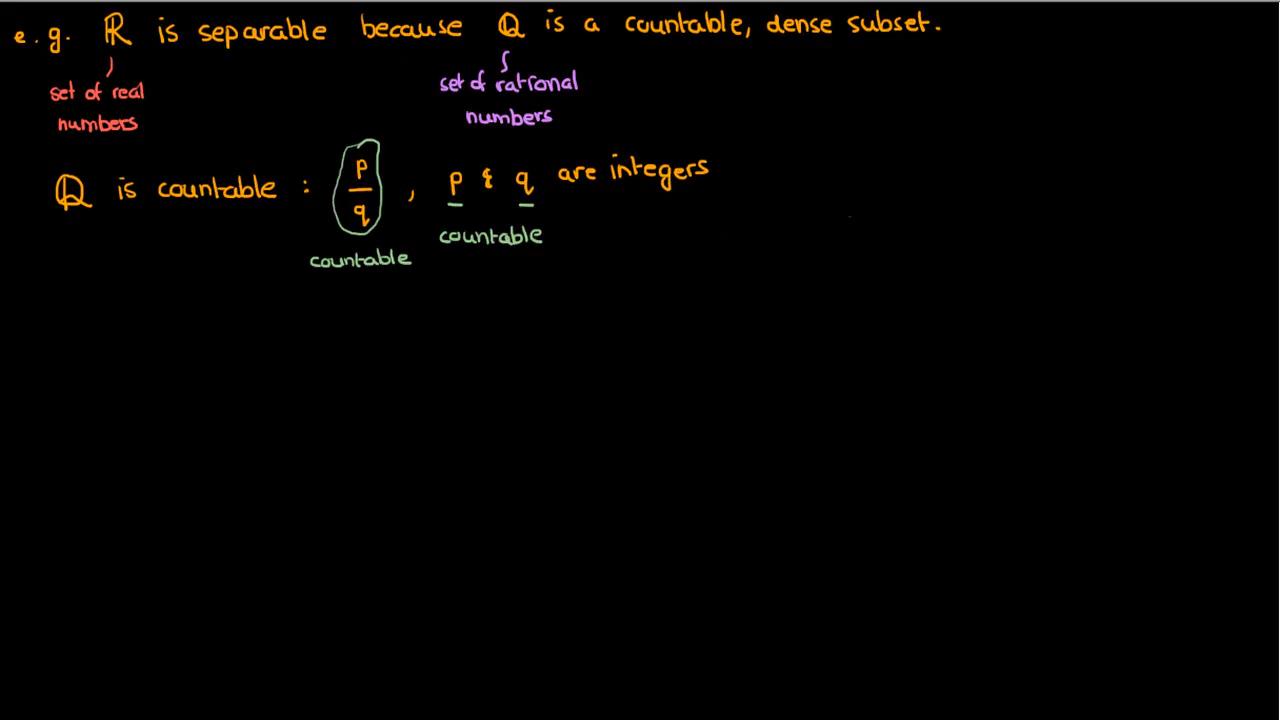 e.g. ℝ is separable because ℚ is a countable, dense subset.
set of real
numbers
set of rational
numbers
ℚ is countable : p/q , p & q are integers
countable
countable